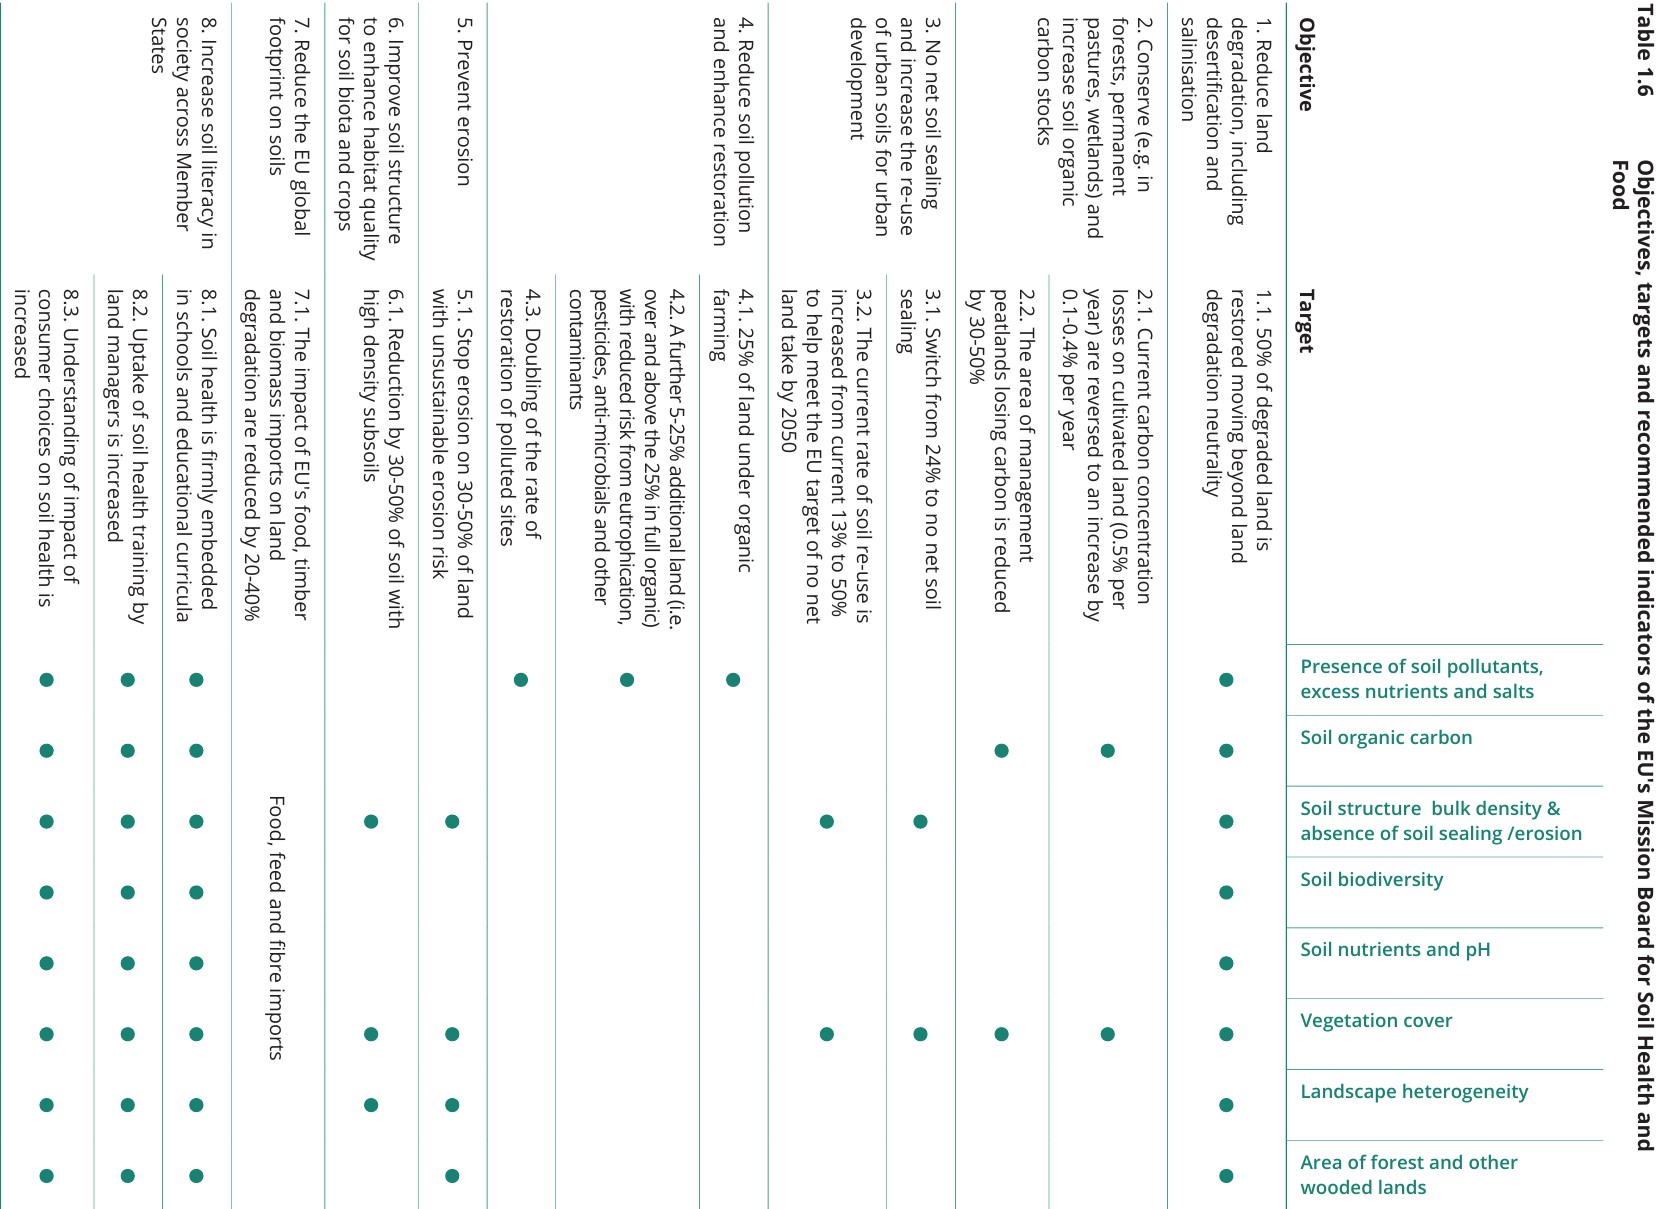 Table 1.6 Objectives, targets and recommended indicators of the EU's Mission Board for Soil Health and
Food
Objective
Target
Presence of soil pollutants,
excess nutrients and salts
Soil organic carbon
Soil structure bulk density &
absence of soil sealing /erosion
Soil biodiversity
Soil nutrients and pH
Vegetation cover
Landscape heterogeneity
Area of forest and other
wooded lands
1. Reduce land
degradation, including
desertification and
salinisation
1.1. 50% of degraded land is
restored moving beyond land
degradation neutrality
2. Conserve (e.g. in
forests, permanent
pastures, wetlands) and
increase soil organic
carbon stocks
2.1. Current carbon concentration
losses on cultivated land (0.5% per
year) are reversed to an increase by
0.1-0.4% per year
2.2. The area of management
peatlands losing carbon is reduced
by 30-50%
3. No net soil sealing
and increase the re-use
of urban soils for urban
development
3.1. Switch from 24% to no net soil
sealing
3.2. The current rate of soil re-use is
increased from current 13% to 50%
to help meet the EU target of no net
land take by 2050
4. Reduce soil pollution
and enhance restoration
4.1. 25% of land under organic
farming
4.2. A further 5-25% additional land (i.e.
over and above the 25% in full organic)
with reduced risk from eutrophication,
pesticides, anti-microbials and other
contaminants
4.3. Doubling of the rate of
restoration of polluted sites
5. Prevent erosion
5.1. Stop erosion on 30-50% of land
with unsustainable erosion risk
6. Improve soil structure
to enhance habitat quality
for soil biota and crops
6.1. Reduction by 30-50% of soil with
high density subsoils
7. Reduce the EU global
footprint on soils
7.1. The impact of EU's food, timber
and biomass imports on land
degradation are reduced by 20-40%
Food, feed and fibre imports
8. Increase soil literacy in
society across Member
States
8.1. Soil health is firmly embedded
in schools and educational curricula
8.2. Uptake of soil health training by
land managers is increased
8.3. Understanding of impact of
consumer choices on soil health is
increased